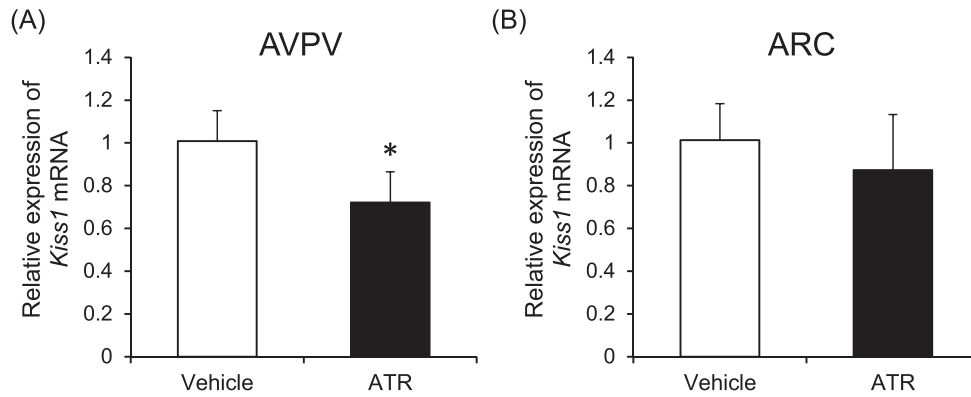 (A)
AVPV
Relative expression of
Kiss1 mRNA
1.4
1.2
1
0.8
0.6
0.4
0.2
0
*
Vehicle
ATR
(B)
ARC
Relative expression of
Kiss1 mRNA
1.4
1.2
1
0.8
0.6
0.4
0.2
0
Vehicle
ATR